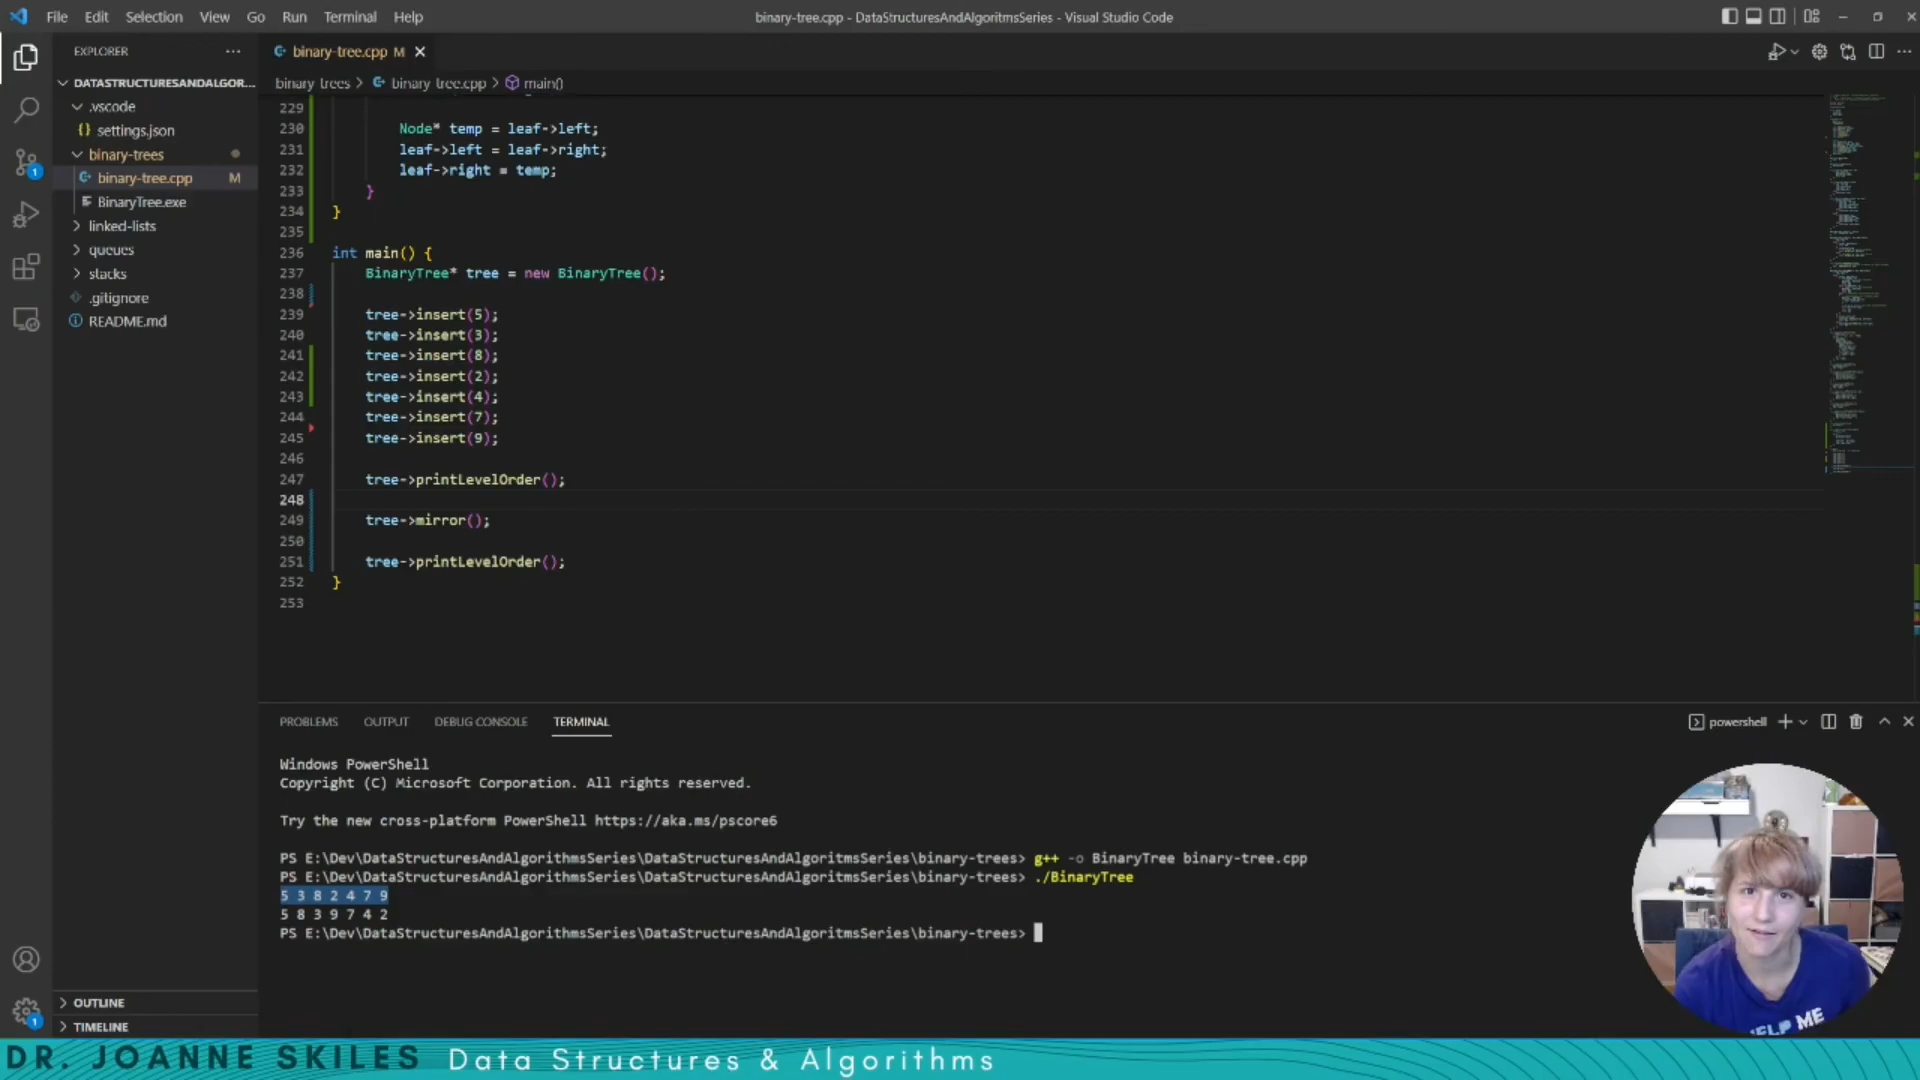 File Edit Selection View Go Run Terminal Help
binary-tree.cpp - DataStructuresAndAlgoritmsSeries - Visual Studio Code
EXPLORER
binary-tree.cpp M
DATASTRUCTURESANDALGOR...
.vscode
settings.json
binary-trees
binary-tree.cpp M
BinaryTree.exe
linked-lists
queues
stacks
.gitignore
README.md
OUTLINE
TIMELINE
binary trees > binary tree.cpp > main()
229
230 Node* temp = leaf->left;
231 leaf->left = leaf->right;
232 leaf->right = temp;
233 }
234 }
235
236 int main() {
237 BinaryTree* tree = new BinaryTree();
238
239 tree->insert(5);
240 tree->insert(3);
241 tree->insert(8);
242 tree->insert(2);
243 tree->insert(4);
244 tree->insert(7);
245 tree->insert(9);
246
247 tree->printLevelOrder();
248
249 tree->mirror();
250
251 tree->printLevelOrder();
252 }
253
PROBLEMS OUTPUT DEBUG CONSOLE TERMINAL
powershell
Windows PowerShell
Copyright (C) Microsoft Corporation. All rights reserved.
Try the new cross-platform PowerShell https://aka.ms/pscore6
PS E:\Dev\DataStructuresAndAlgorithmsSeries\DataStructuresAndAlgoritmsSeries\binary-trees> g++ -o BinaryTree binary-tree.cpp
PS E:\Dev\DataStructuresAndAlgorithmsSeries\DataStructuresAndAlgoritmsSeries\binary-trees> ./BinaryTree
5 3 8 2 4 7 9
5 8 3 9 7 4 2
PS E:\Dev\DataStructuresAndAlgorithmsSeries\DataStructuresAndAlgoritmsSeries\binary-trees>
1
1
ME
DR. JOANNE SKILES Data Structures & Algorithms